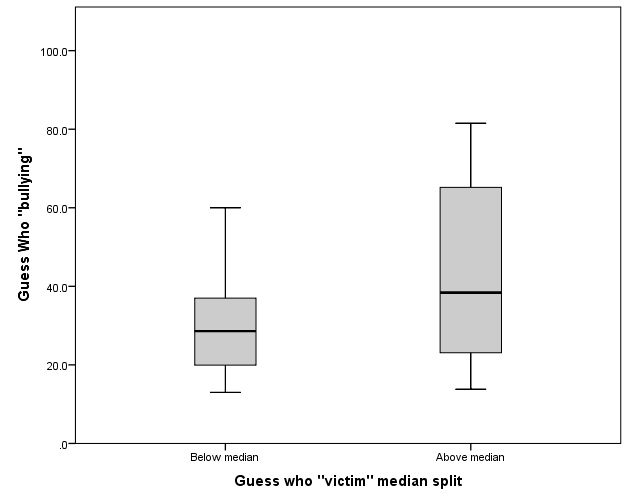 Guess Who "bullying"
100.0
80.0
60.0
40.0
20.0
.0
Below median
Above median
Guess who "victim" median split